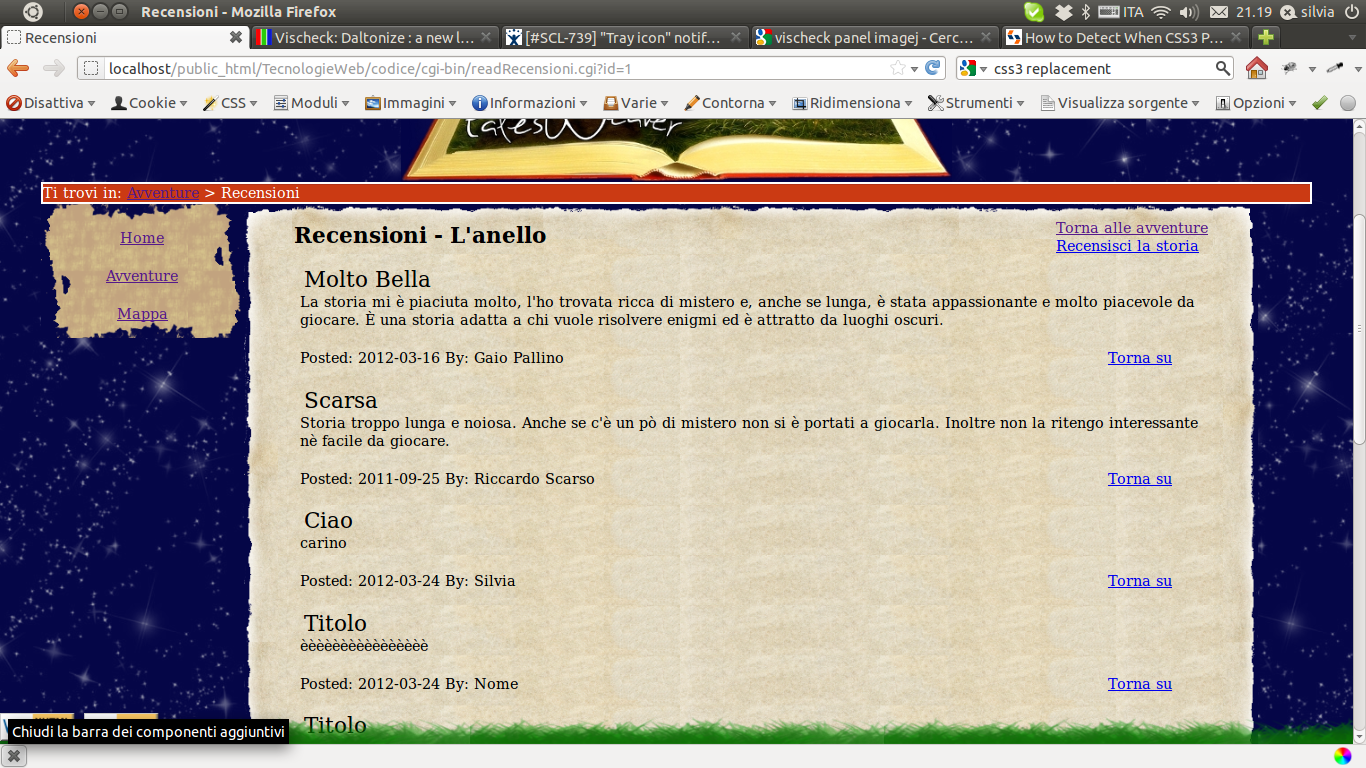 Recensioni - Mozilla Firefox
ITA
21.19
silvia
Recensioni
Vischeck: Daltonize : a new l...
[#SCL-739] "Tray icon" notif...
vischeck panel imagej - Cerc...
How to Detect When CSS3 P...
localhost/public_html/TecnologieWeb/codice/cgi-bin/readRecensioni.cgi?id=1
css3 replacement
Disattiva
Cookie
CSS
Moduli
Immagini
Informazioni
Varie
Contorna
Ridimensiona
Strumenti
Visualizza sorgente
Opzioni
talesWeaver
Ti trovi in: Avventure > Recensioni
Home
Avventure
Mappa
Recensioni - L'anello
Torna alle avventure
Recensisci la storia
Molto Bella
La storia mi è piaciuta molto, l'ho trovata ricca di mistero e, anche se lunga, è stata appassionante e molto piacevole da
giocare. È una storia adatta a chi vuole risolvere enigmi ed è attratto da luoghi oscuri.
Posted: 2012-03-16 By: Gaio Pallino
Torna su
Scarsa
Storia troppo lunga e noiosa. Anche se c'è un pò di mistero non si è portati a giocarla. Inoltre non la ritengo interessante
nè facile da giocare.
Posted: 2011-09-25 By: Riccardo Scarso
Torna su
Ciao
carino
Posted: 2012-03-24 By: Silvia
Torna su
Titolo
èèèèèèèèèèèèèèèè
Posted: 2012-03-24 By: Nome
Torna su
Titolo
Chiudi la barra dei componenti aggiuntivi